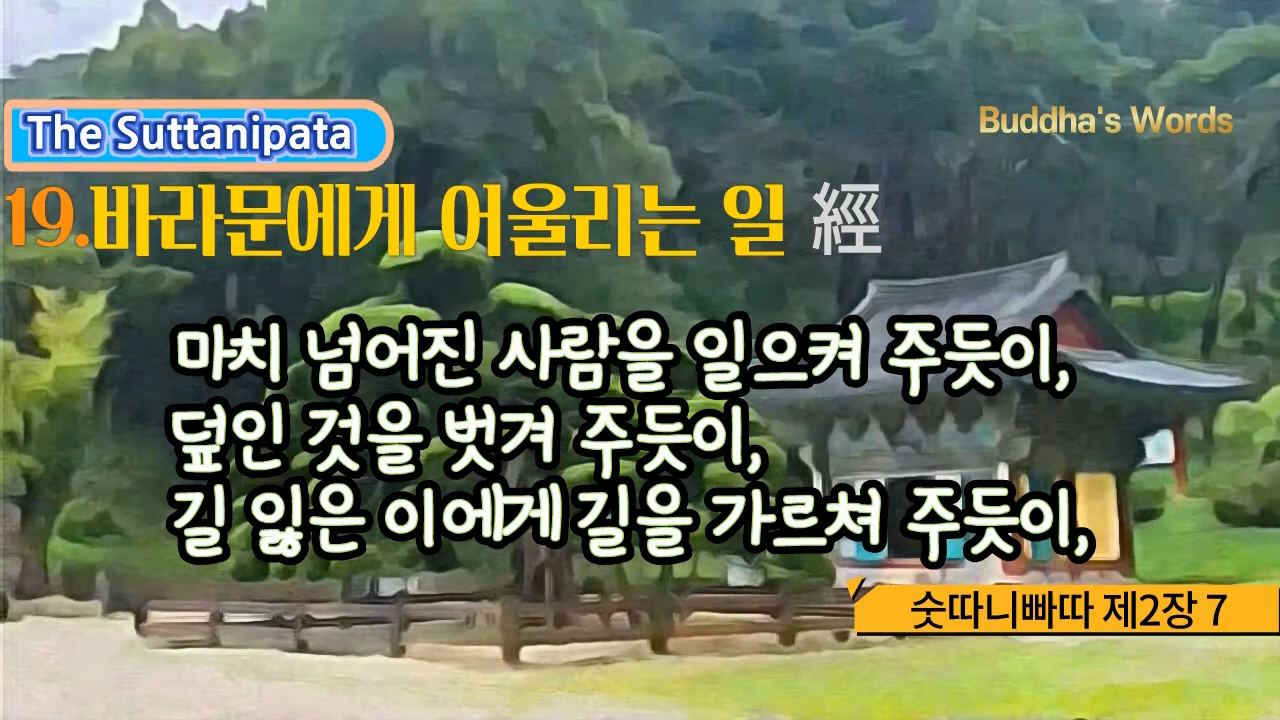 The Suttanipata
Buddha's Words
19.바라문에게 어울리는 일 經
마치 넘어진 사람을 일으켜 주듯이,
덮인 것을 벗겨 주듯이,
길 잃은 이에게 길을 가르쳐 주듯이,
숫따니빠따 제2장 7